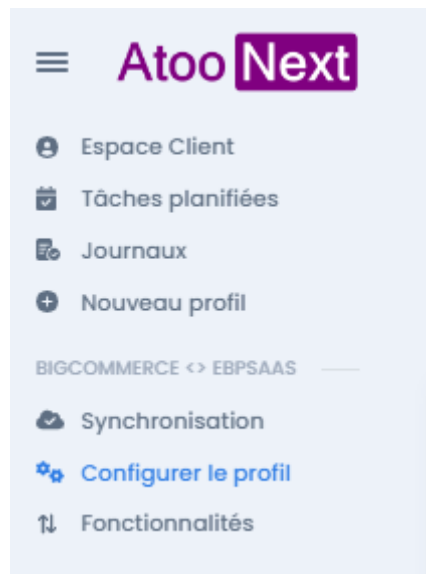 Atoo Next
Espace Client
Tâches planifiées
Journaux
Nouveau profil
BIGCOMMERCE <> EBPSAAS
Synchronisation
Configurer le profil
Fonctionnalités